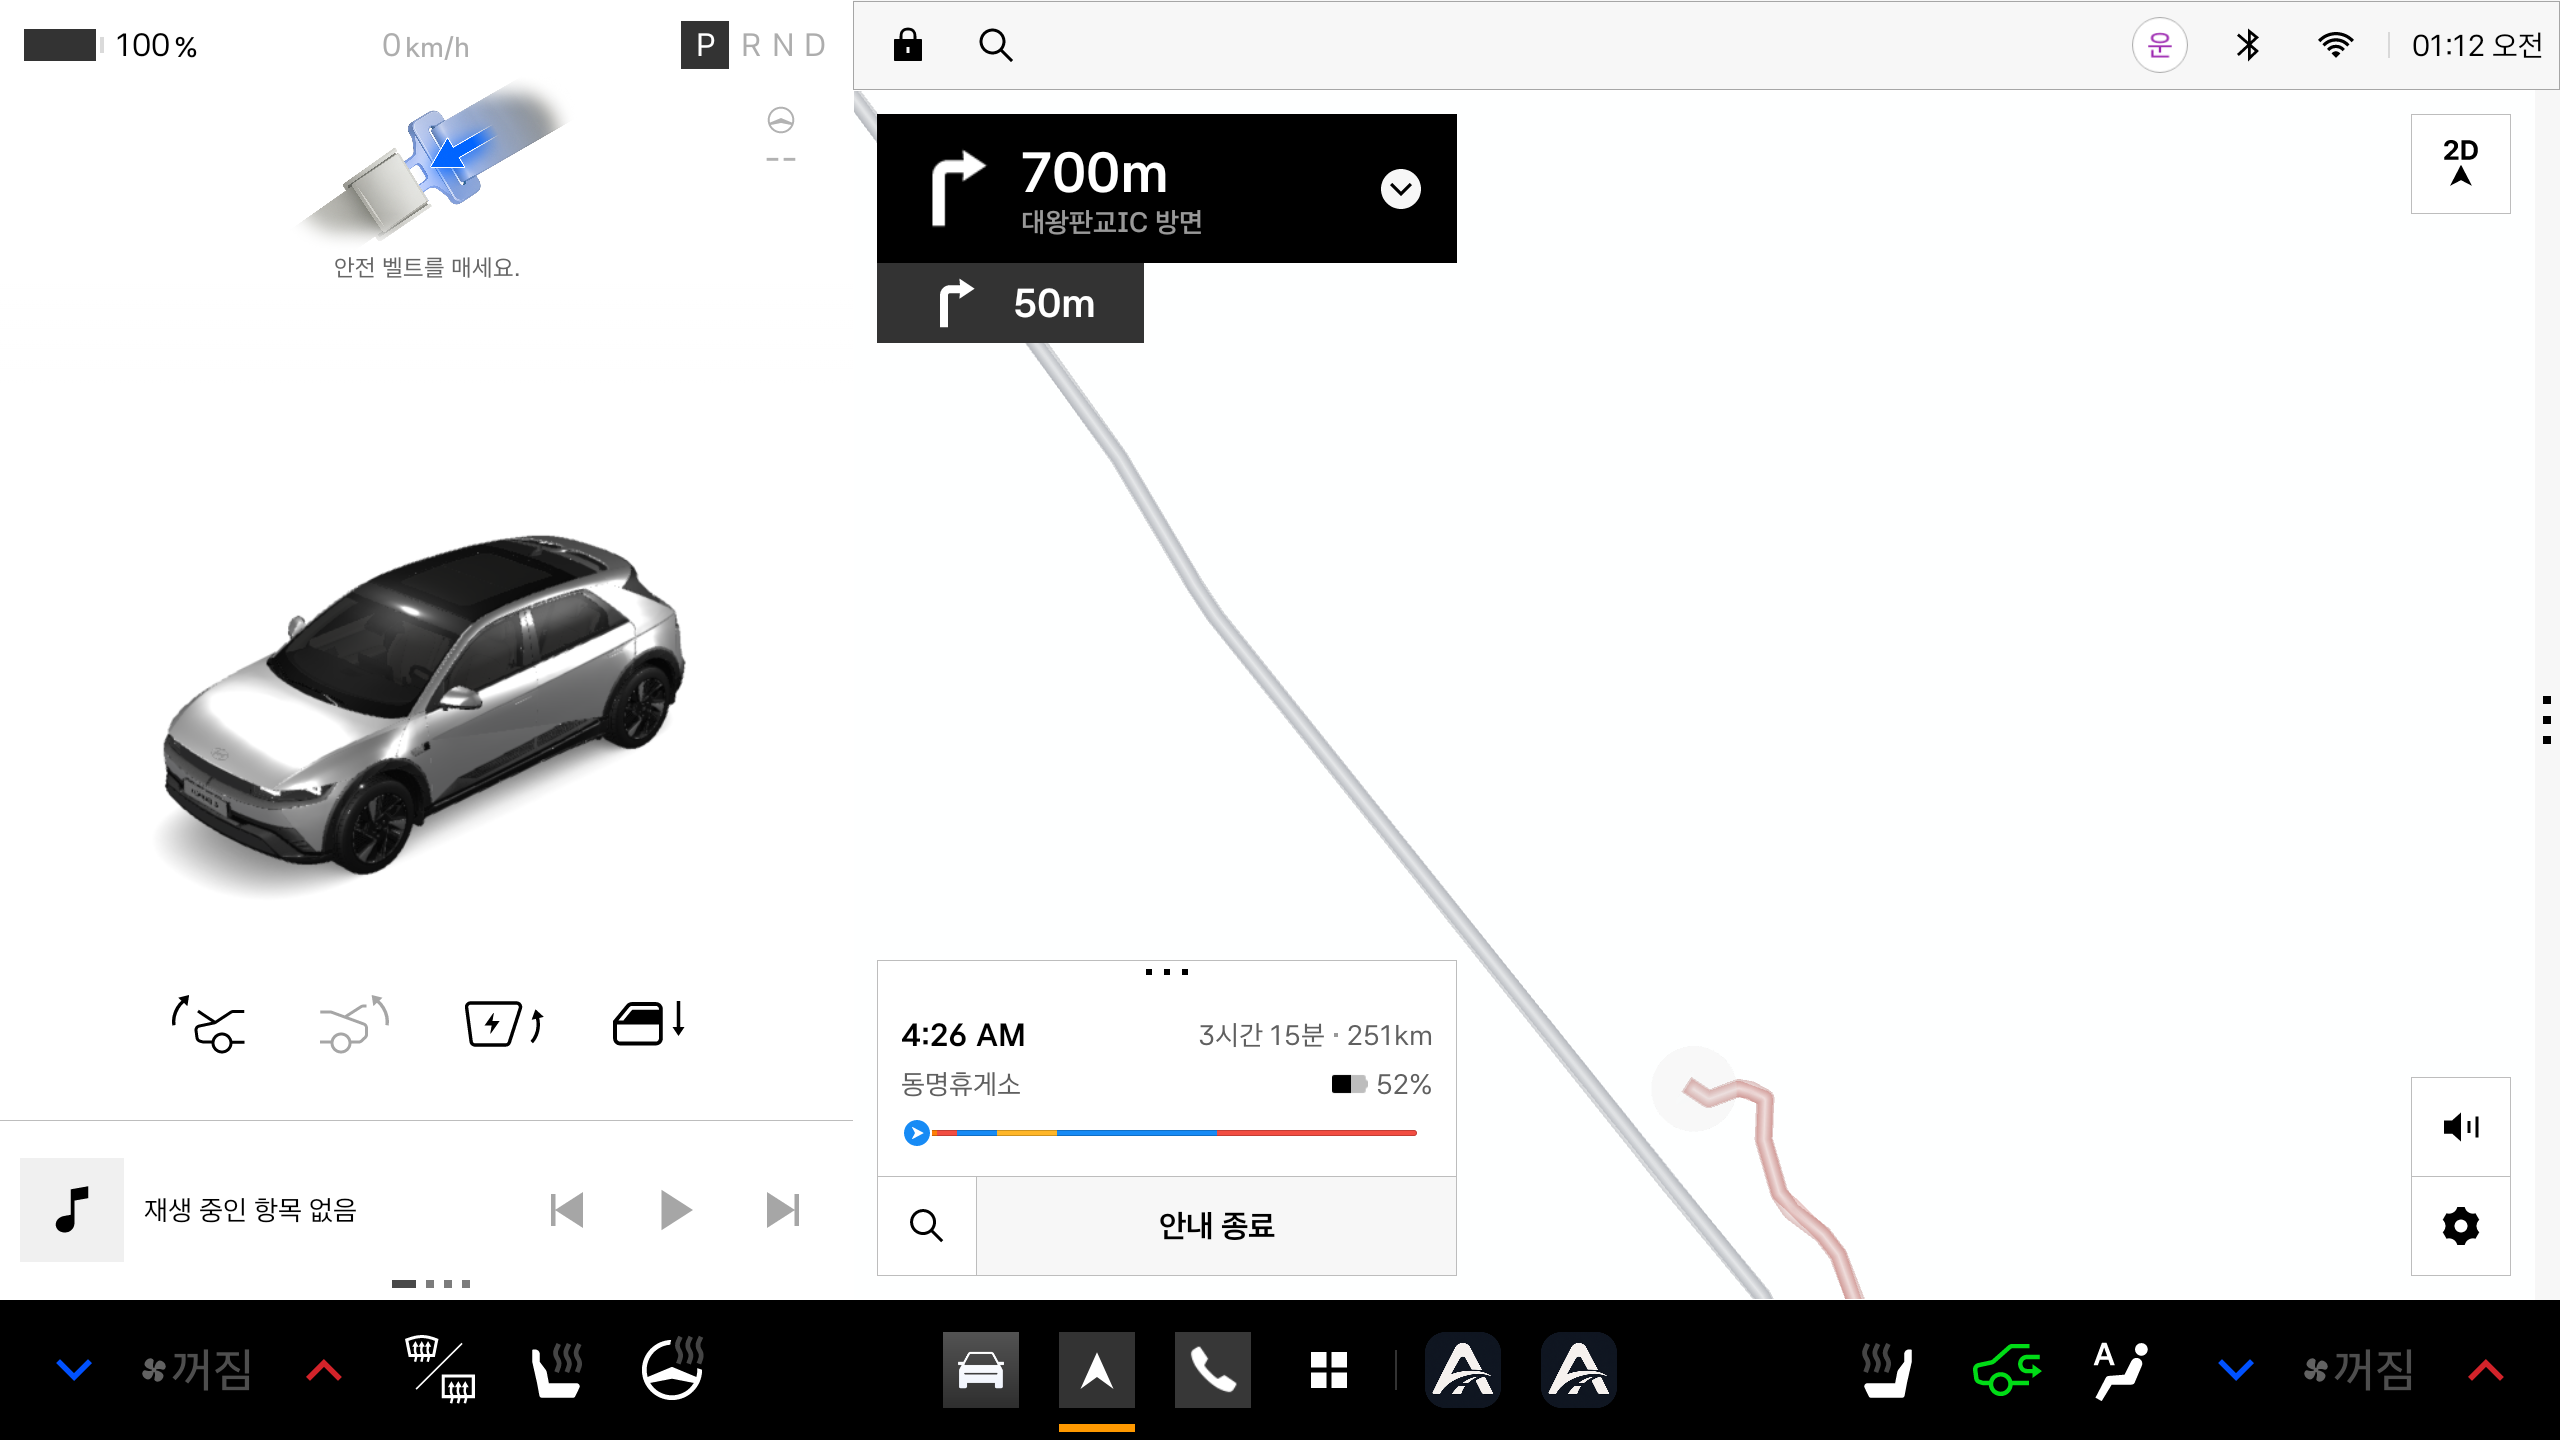 100 %
0 km/h
P R N D
운
01:12 오전
안전 벨트를 매세요.
700m
대왕판교IC 방면
50m
2D
4:26 AM
3시간 15분 · 251km
동명휴게소
52%
재생 중인 항목 없음
안내 종료
꺼짐
A
꺼짐